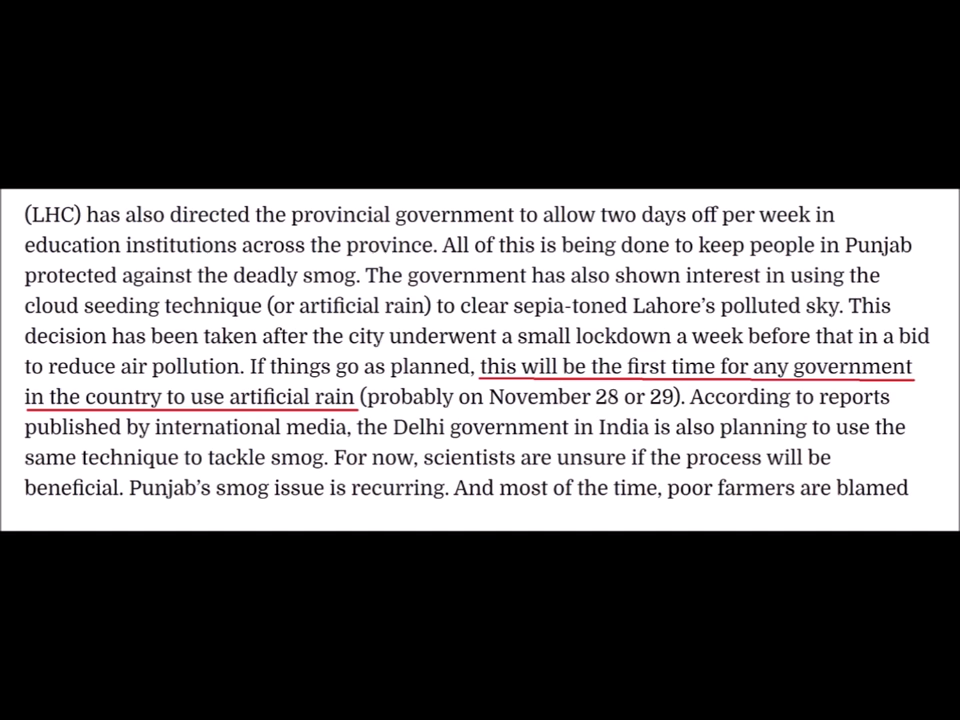 (LHC) has also directed the provincial government to allow two days off per week in
education institutions across the province. All of this is being done to keep people in Punjab
protected against the deadly smog. The government has also shown interest in using the
cloud seeding technique (or artificial rain) to clear sepia-toned Lahore’s polluted sky. This
decision has been taken after the city underwent a small lockdown a week before that in a bid
to reduce air pollution. If things go as planned, this will be the first time for any government
in the country to use artificial rain (probably on November 28 or 29). According to reports
published by international media, the Delhi government in India is also planning to use the
same technique to tackle smog. For now, scientists are unsure if the process will be
beneficial. Punjab’s smog issue is recurring. And most of the time, poor farmers are blamed